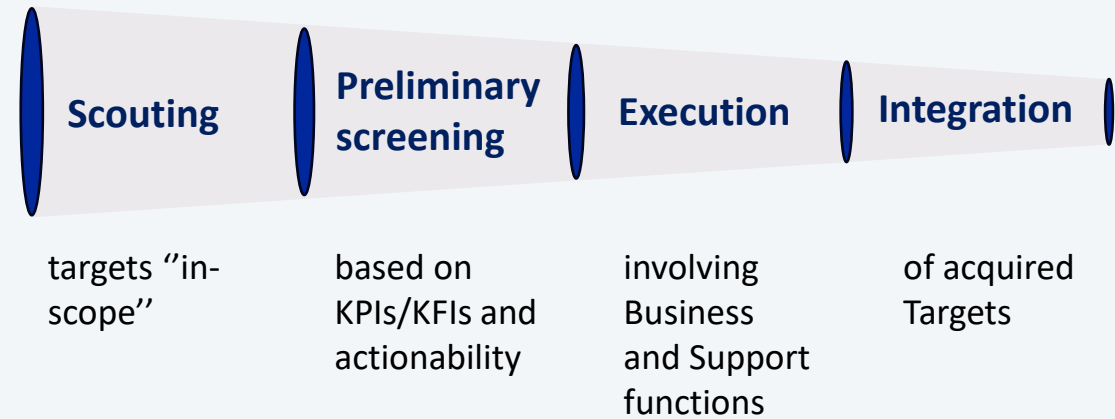 Scouting
targets ‘’in-
scope’’
Preliminary
screening
based on
KPIs/KFIs and
actionability
Execution
involving
Business
and Support
functions
Integration
of acquired
Targets